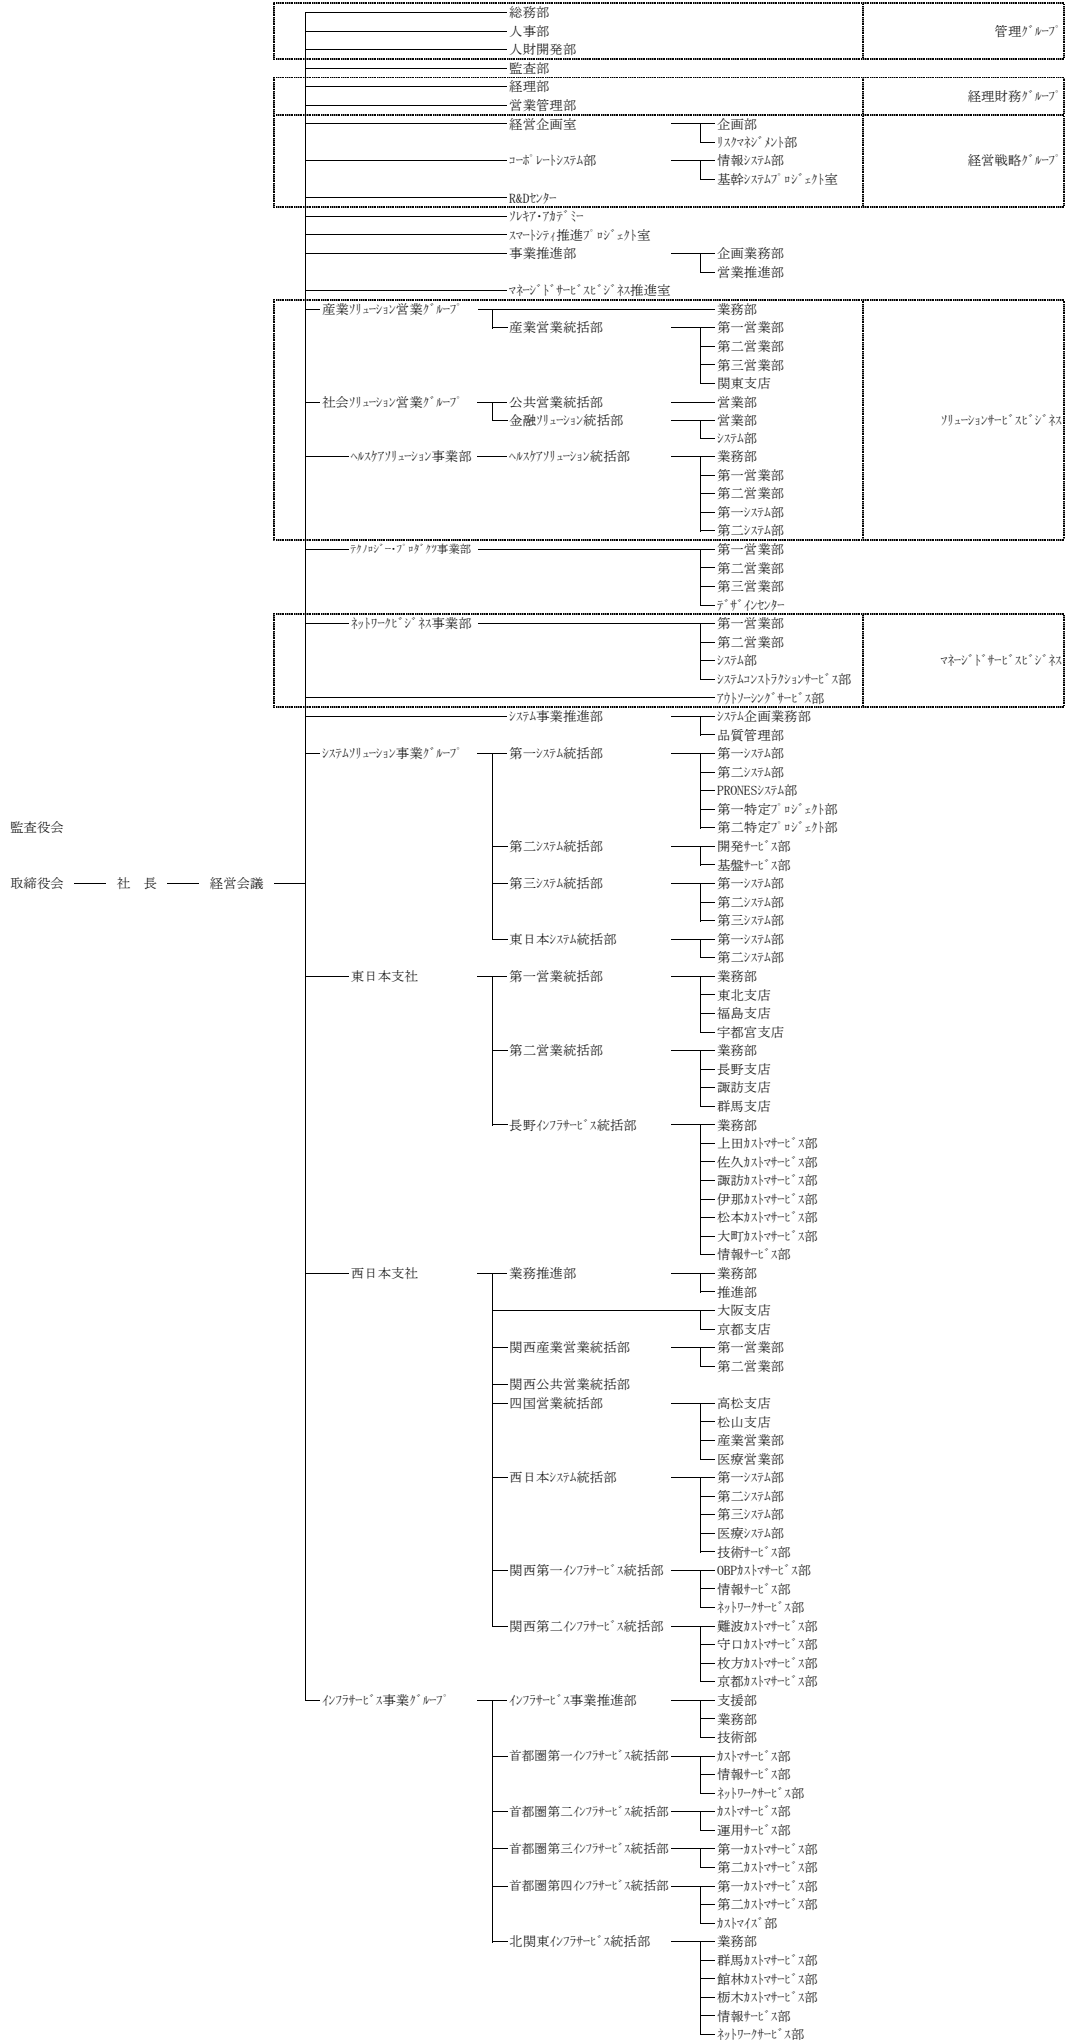 総務部
人事部 管理ｸﾞﾙｰﾌﾟ
人財開発部
監査部
経理部
経理財務ｸﾞﾙｰﾌﾟ
営業管理部
経営企画室 企画部
ﾘｽｸﾏﾈｼﾞﾒﾝﾄ部
ｺｰﾎﾟﾚｰﾄｼｽﾃﾑ部 情報ｼｽﾃﾑ部 経営戦略ｸﾞﾙｰﾌﾟ
基幹ｼｽﾃﾑﾌﾟﾛｼﾞｪｸﾄ室
R&Dｾﾝﾀｰ
ｿﾚｷｱ・ｱｶﾃﾞﾐｰ
ｽﾏｰﾄｼﾃｨ推進ﾌﾟﾛｼﾞｪｸﾄ室
事業推進部 企画業務部
営業推進部
ﾏﾈｰｼﾞﾄﾞｻｰﾋﾞｽﾋﾞｼﾞﾈｽ推進室
産業ｿﾘｭｰｼｮﾝ営業ｸﾞﾙｰﾌﾟ 業務部
産業営業統括部 第一営業部
第二営業部
第三営業部
関東支店
社会ｿﾘｭｰｼｮﾝ営業ｸﾞﾙｰﾌﾟ 公共営業統括部 営業部
金融ｿﾘｭｰｼｮﾝ統括部 営業部 ｿﾘｭｰｼｮﾝｻｰﾋﾞｽﾋﾞｼﾞﾈｽ
ｼｽﾃﾑ部
ﾍﾙｽｹｱｿﾘｭｰｼｮﾝ事業部 ﾍﾙｽｹｱｿﾘｭｰｼｮﾝ統括部 業務部
第一営業部
第二営業部
第一ｼｽﾃﾑ部
第二ｼｽﾃﾑ部
ﾃｸﾉﾛｼﾞｰ・ﾌﾟﾛﾀﾞｸﾂ事業部 第一営業部
第二営業部
第三営業部
ﾃﾞｻﾞｲﾝｾﾝﾀｰ
ﾈｯﾄﾜｰｸﾋﾞｼﾞﾈｽ事業部 第一営業部
第二営業部
ｼｽﾃﾑ部 ﾏﾈｰｼﾞﾄﾞｻｰﾋﾞｽﾋﾞｼﾞﾈｽ
ｼｽﾃﾑｺﾝｽﾄﾗｸｼｮﾝｻｰﾋﾞｽ部
ｱｳﾄｿｰｼﾝｸﾞｻｰﾋﾞｽ部
ｼｽﾃﾑ事業推進部 ｼｽﾃﾑ企画業務部
品質管理部
ｼｽﾃﾑｿﾘｭｰｼｮﾝ事業ｸﾞﾙｰﾌﾟ 第一ｼｽﾃﾑ統括部 第一ｼｽﾃﾑ部
第二ｼｽﾃﾑ部
PRONESｼｽﾃﾑ部
第一特定ﾌﾟﾛｼﾞｪｸﾄ部
監査役会 第二特定ﾌﾟﾛｼﾞｪｸﾄ部
第二ｼｽﾃﾑ統括部 開発ｻｰﾋﾞｽ部
基盤ｻｰﾋﾞｽ部
取締役会 社　長 経営会議 第三ｼｽﾃﾑ統括部 第一ｼｽﾃﾑ部
第二ｼｽﾃﾑ部
第三ｼｽﾃﾑ部
東日本ｼｽﾃﾑ統括部 第一ｼｽﾃﾑ部
第二ｼｽﾃﾑ部
東日本支社 第一営業統括部 業務部
東北支店
福島支店
宇都宮支店
第二営業統括部 業務部
長野支店
諏訪支店
群馬支店
長野ｲﾝﾌﾗｻｰﾋﾞｽ統括部 業務部
上田ｶｽﾄﾏｻｰﾋﾞｽ部
佐久ｶｽﾄﾏｻｰﾋﾞｽ部
諏訪ｶｽﾄﾏｻｰﾋﾞｽ部
伊那ｶｽﾄﾏｻｰﾋﾞｽ部
松本ｶｽﾄﾏｻｰﾋﾞｽ部
大町ｶｽﾄﾏｻｰﾋﾞｽ部
情報ｻｰﾋﾞｽ部
西日本支社 業務推進部 業務部
推進部
大阪支店
京都支店
関西産業営業統括部 第一営業部
第二営業部
関西公共営業統括部
四国営業統括部 高松支店
松山支店
産業営業部
医療営業部
西日本ｼｽﾃﾑ統括部 第一ｼｽﾃﾑ部
第二ｼｽﾃﾑ部
第三ｼｽﾃﾑ部
医療ｼｽﾃﾑ部
技術ｻｰﾋﾞｽ部
関西第一ｲﾝﾌﾗｻｰﾋﾞｽ統括部 OBPｶｽﾄﾏｻｰﾋﾞｽ部
情報ｻｰﾋﾞｽ部
ﾈｯﾄﾜｰｸｻｰﾋﾞｽ部
関西第二ｲﾝﾌﾗｻｰﾋﾞｽ統括部 難波ｶｽﾄﾏｻｰﾋﾞｽ部
守口ｶｽﾄﾏｻｰﾋﾞｽ部
枚方ｶｽﾄﾏｻｰﾋﾞｽ部
京都ｶｽﾄﾏｻｰﾋﾞｽ部
ｲﾝﾌﾗｻｰﾋﾞｽ事業ｸﾞﾙｰﾌﾟ ｲﾝﾌﾗｻｰﾋﾞｽ事業推進部 支援部
業務部
技術部
首都圏第一ｲﾝﾌﾗｻｰﾋﾞｽ統括部 ｶｽﾄﾏｻｰﾋﾞｽ部
情報ｻｰﾋﾞｽ部
ﾈｯﾄﾜｰｸｻｰﾋﾞｽ部
首都圏第二ｲﾝﾌﾗｻｰﾋﾞｽ統括部 ｶｽﾄﾏｻｰﾋﾞｽ部
運用ｻｰﾋﾞｽ部
首都圏第三ｲﾝﾌﾗｻｰﾋﾞｽ統括部 第一ｶｽﾄﾏｻｰﾋﾞｽ部
第二ｶｽﾄﾏｻｰﾋﾞｽ部
首都圏第四ｲﾝﾌﾗｻｰﾋﾞｽ統括部 第一ｶｽﾄﾏｻｰﾋﾞｽ部
第二ｶｽﾄﾏｻｰﾋﾞｽ部
ｶｽﾄﾏｲｽﾞ部
北関東ｲﾝﾌﾗｻｰﾋﾞｽ統括部 業務部
群馬ｶｽﾄﾏｻｰﾋﾞｽ部
館林ｶｽﾄﾏｻｰﾋﾞｽ部
栃木ｶｽﾄﾏｻｰﾋﾞｽ部
情報ｻｰﾋﾞｽ部
ﾈｯﾄﾜｰｸｻｰﾋﾞｽ部